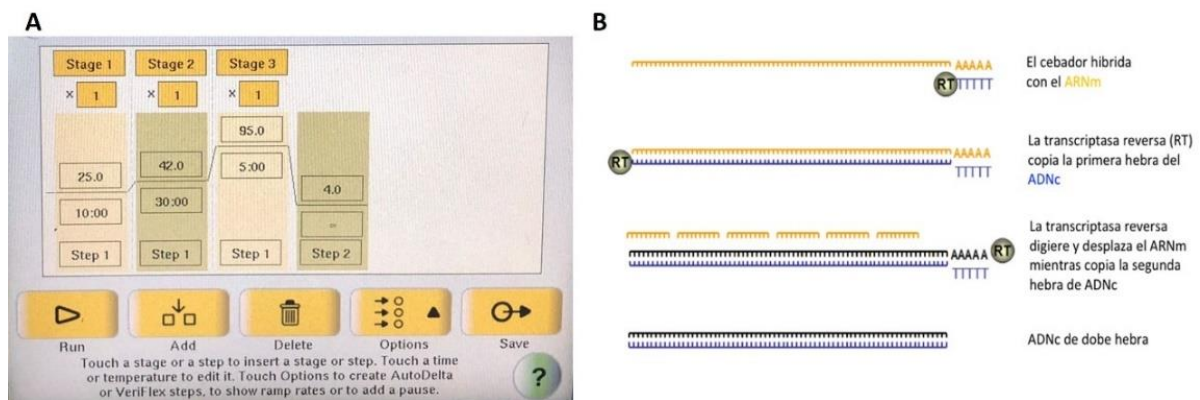 A
Stage 1 Stage 2 Stage 3
× 1 × 1 × 1
85.0
25.0 42.0 5:00 4.0
10:00 30:00
Step 1 Step 1 Step 1 Step 2
Run Add Delete Options Save
Touch a stage or a step to insert a stage or step. Touch a time
or temperature to edit it. Touch Options to create AutoDelta
or VeriFlex steps, to show ramp rates or to add a pause.
?
B
AAAAA
RT TTTTT
El cebador hibrida
con el ARNm
RT AAAAA
TTTTT
La transcriptasa reversa (RT)
copia la primera hebra del
ADNc
AAAAA RT
TTTTT
La transcriptasa reversa
digiere y desplaza el ARNm
mientras copia la segunda
hebra de ADNc
ADNc de dobe hebra